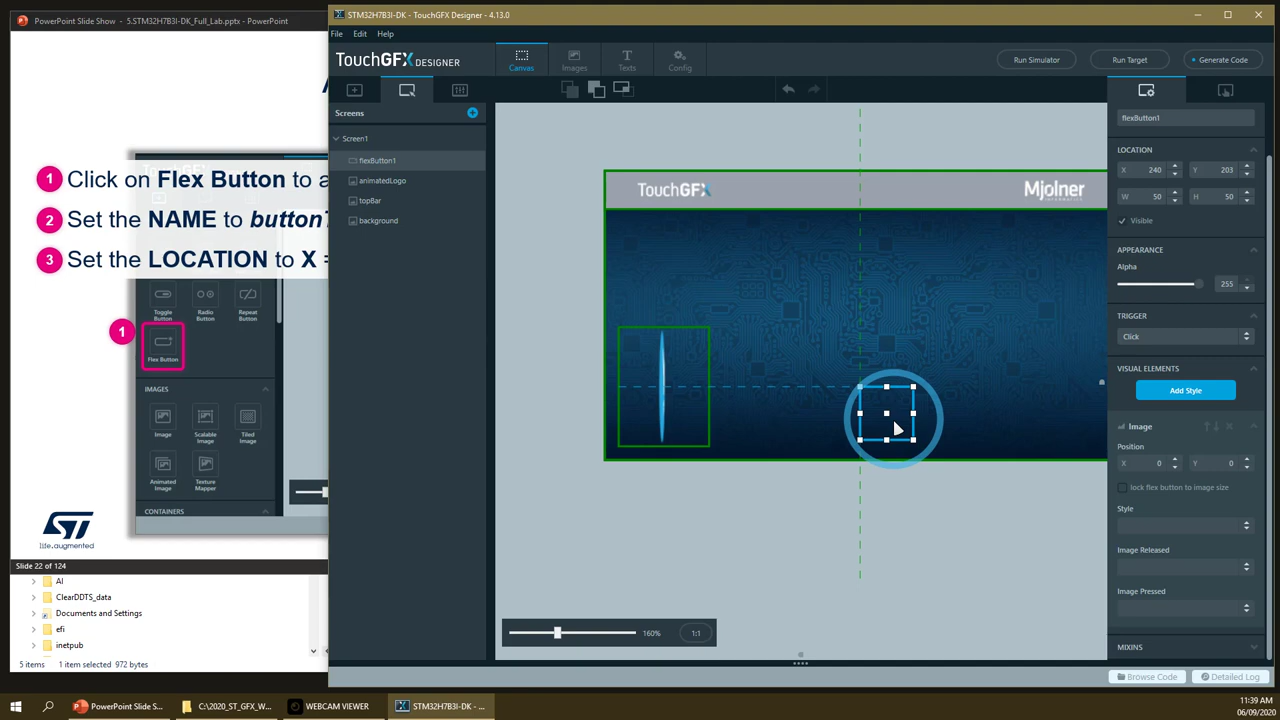 PowerPoint Slide Show - 5.STM32H7B3I-DK_Full_Lab.pptx - PowerPoint
1 Click on Flex Button to a
2 Set the NAME to button
3 Set the LOCATION to X =
Toggle Button
Radio Button
Repeat Button
1
Flex Button
IMAGES
Image
Scalable Image
Tiled Image
Animated Image
Texture Mapper
CONTAINERS
ST
life.augmented
Slide 22 of 124
AI
ClearDDTS_data
Documents and Settings
efi
inetpub
5 items 1 item selected 972 bytes
STM32H7B3I-DK - TouchGFX Designer - 4.13.0
File Edit Help
TouchGFX DESIGNER
Canvas
Images
Texts
Config
Run Simulator
Run Target
Generate Code
Screens
Screen1
flexButton1
animatedLogo
topBar
background
TouchGFX
Mjolner
INFORMATICS
160%
1:1
flexButton1
LOCATION
X 240 Y 203
W 50 H 50
Visible
APPEARANCE
Alpha
255
TRIGGER
Click
VISUAL ELEMENTS
Add Style
Image
Position
X 0 Y 0
lock flex button to image size
Style
Image Released
Image Pressed
MIXINS
Browse Code
Detailed Log
PowerPoint Slide S...
C:\2020_ST_GFX_W...
WEBCAM VIEWER
STM32H7B3I-DK - ...
11:39 AM
06/09/2020